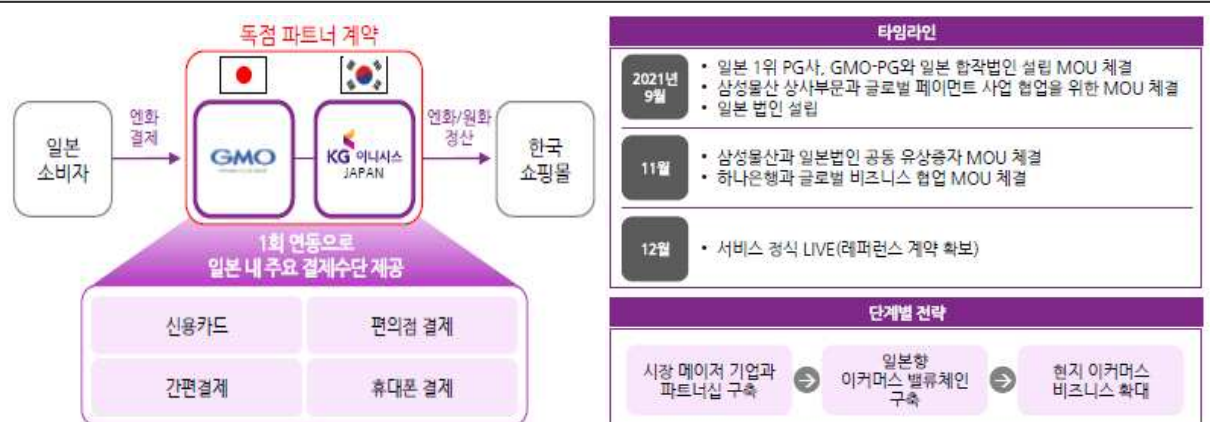 독점 파트너 계약
일본
소비자
엔화
결제
GMO
KG 이니시스
JAPAN
엔화/원화
정산
한국
쇼핑몰
1회 연동으로
일본 내 주요 결제수단 제공
신용카드
편의점 결제
간편결제
휴대폰 결제
타임라인
2021년
9월
• 일본 1위 PG사, GMO-PG와 일본 합작법인 설립 MOU 체결
• 삼성물산 상사부문과 글로벌 페이먼트 사업 협업을 위한 MOU 체결
• 일본 법인 설립
11월
• 삼성물산과 일본법인 공동 유상증자 MOU 체결
• 하나은행과 글로벌 비즈니스 협업 MOU 체결
12월
• 서비스 정식 LIVE(레퍼런스 계약 확보)
단계별 전략
시장 메이저 기업과
파트너십 구축
일본향
이커머스 밸류체인
구축
현지 이커머스
비즈니스 확대